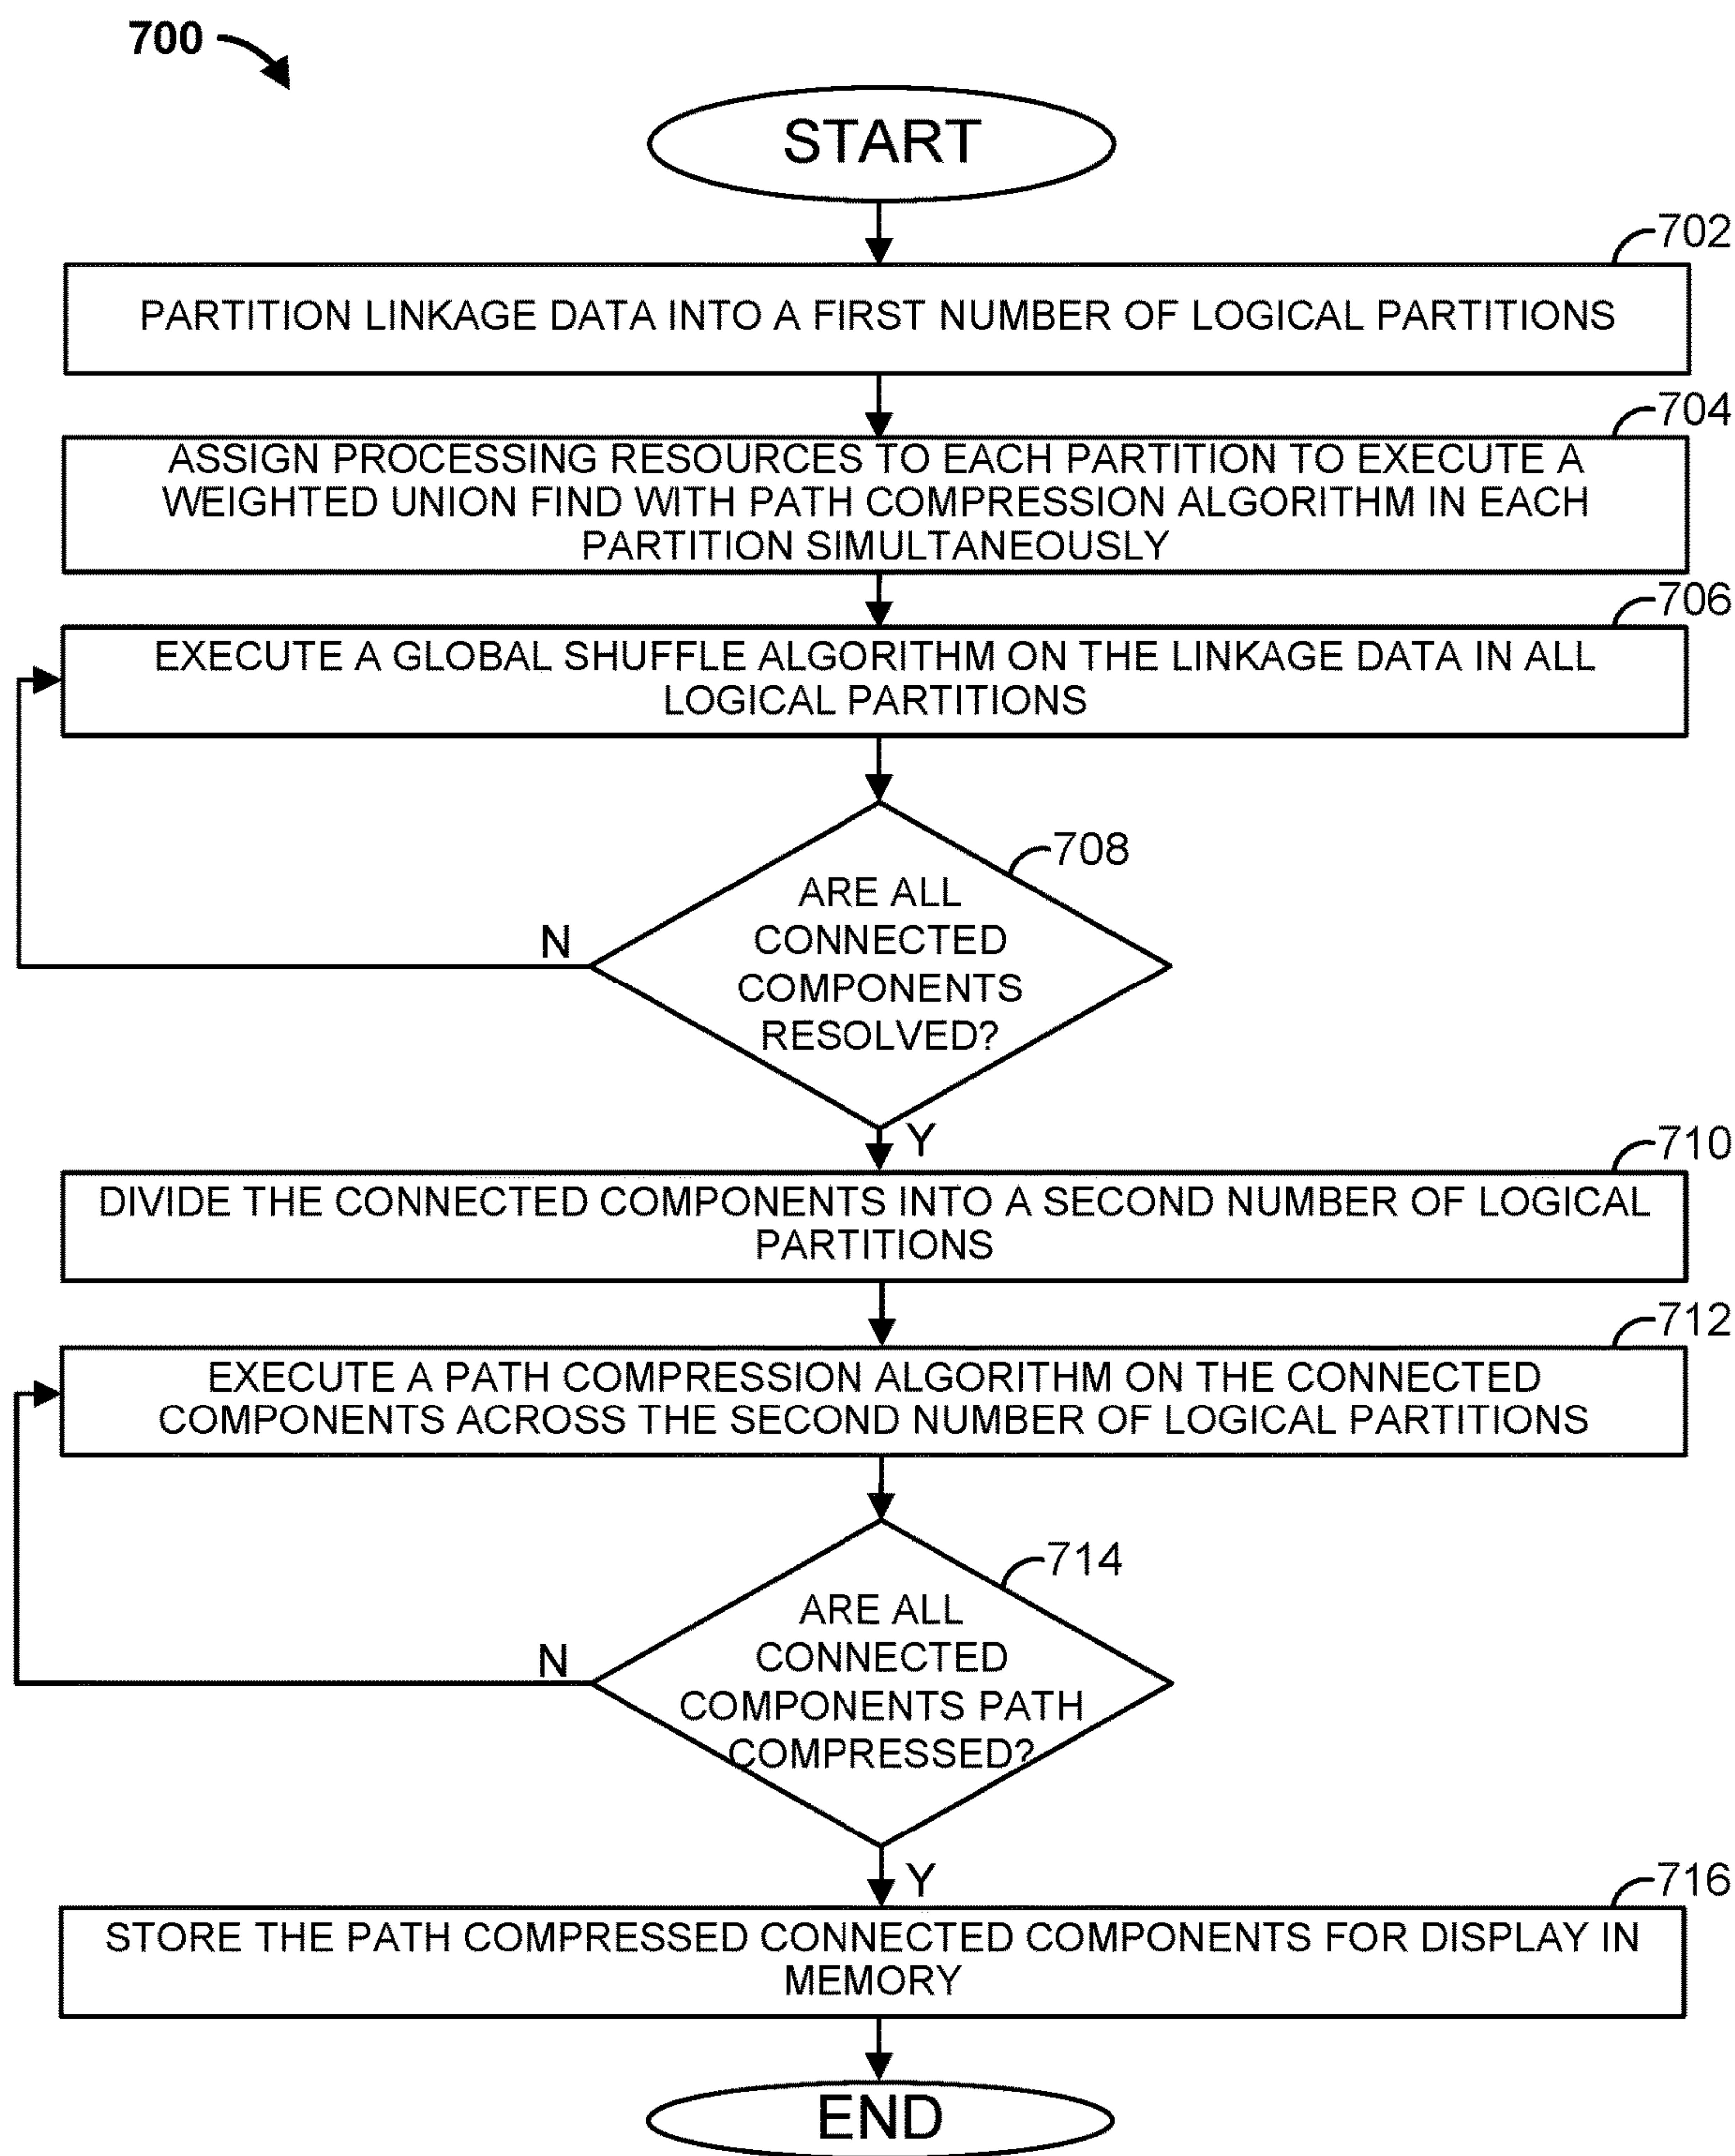 700
START
702
PARTITION LINKAGE DATA INTO A FIRST NUMBER OF LOGICAL PARTITIONS
704
ASSIGN PROCESSING RESOURCES TO EACH PARTITION TO EXECUTE A
WEIGHTED UNION FIND WITH PATH COMPRESSION ALGORITHM IN EACH
PARTITION SIMULTANEOUSLY
706
EXECUTE A GLOBAL SHUFFLE ALGORITHM ON THE LINKAGE DATA IN ALL
LOGICAL PARTITIONS
708
ARE ALL
CONNECTED
COMPONENTS
RESOLVED?
N
Y
710
DIVIDE THE CONNECTED COMPONENTS INTO A SECOND NUMBER OF LOGICAL
PARTITIONS
712
EXECUTE A PATH COMPRESSION ALGORITHM ON THE CONNECTED
COMPONENTS ACROSS THE SECOND NUMBER OF LOGICAL PARTITIONS
714
ARE ALL
CONNECTED
COMPONENTS PATH
COMPRESSED?
N
Y
716
STORE THE PATH COMPRESSED CONNECTED COMPONENTS FOR DISPLAY IN
MEMORY
END